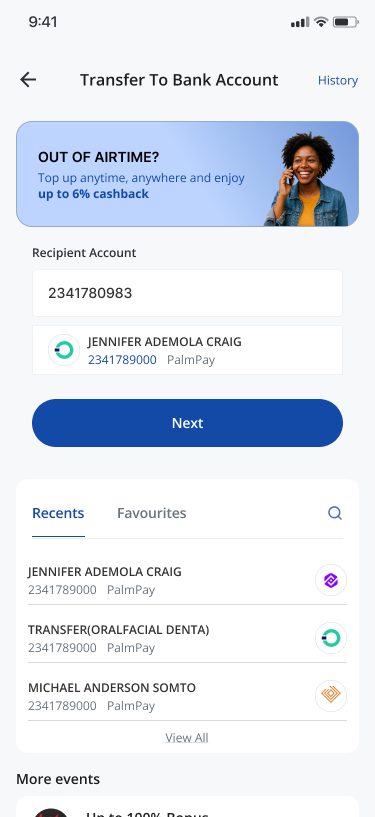 9:41
Transfer To Bank Account
History
OUT OF AIRTIME?
Top up anytime, anywhere and enjoy
up to 6% cashback
Recipient Account
2341780983
JENNIFER ADEMOLA CRAIG
2341789000 PalmPay
Next
Recents Favourites
JENNIFER ADEMOLA CRAIG
2341789000 PalmPay
TRANSFER(ORALFACIAL DENTA)
2341789000 PalmPay
MICHAEL ANDERSON SOMTO
2341789000 PalmPay
View All
More events
Up to 100% Bonus